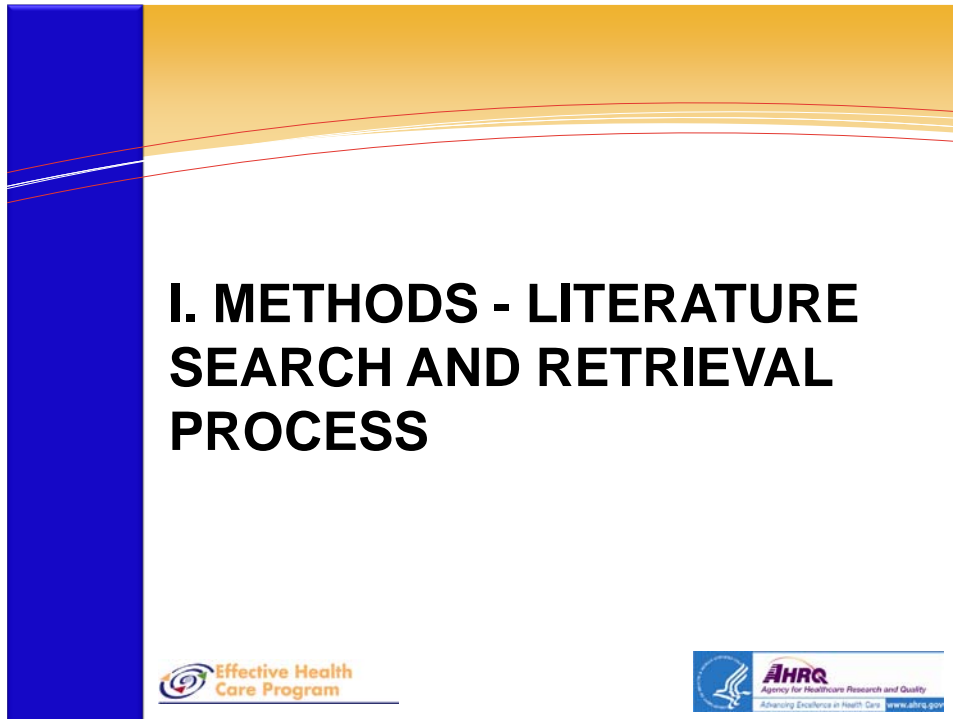 I. METHODS - LITERATURE
SEARCH AND RETRIEVAL
PROCESS
Effective Health
Care Program
AHRQ
Agency for Healthcare Research and Quality
Advancing Excellence in Health Care www.ahrq.gov